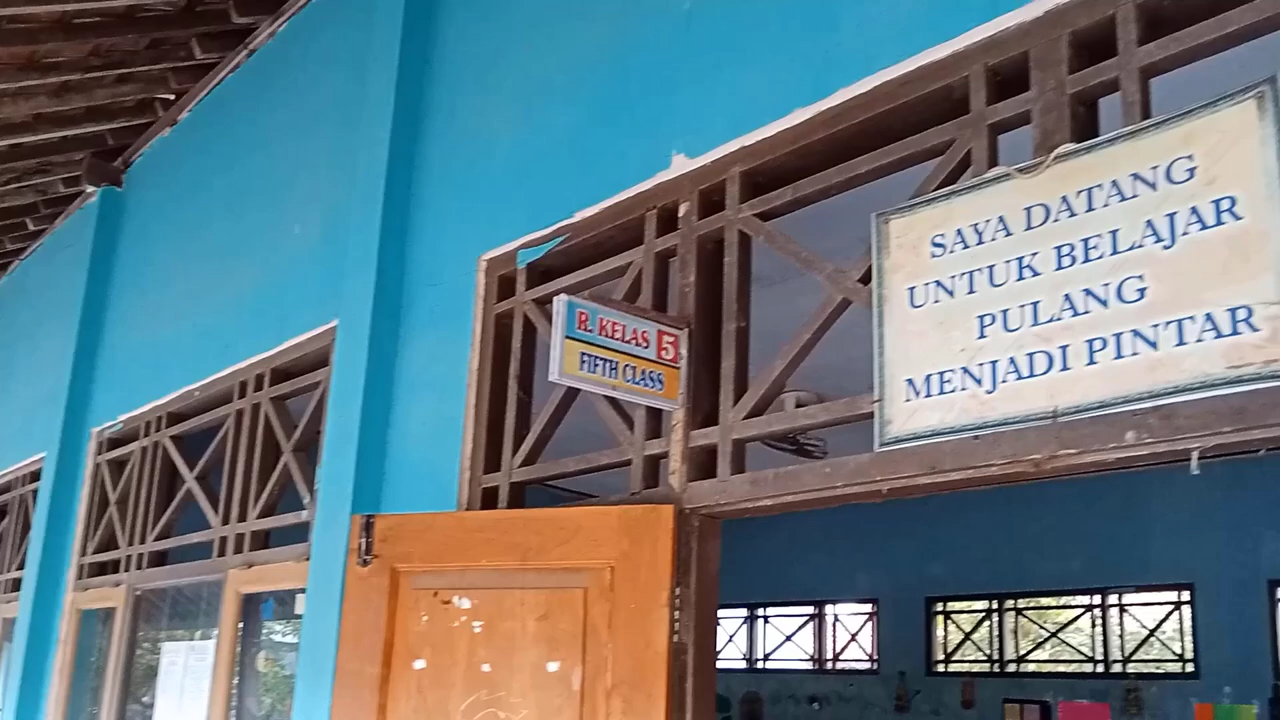 R. KELAS 5
FIFTH CLASS
SAYA DATANG
UNTUK BELAJAR
PULANG
MENJADI PINTAR